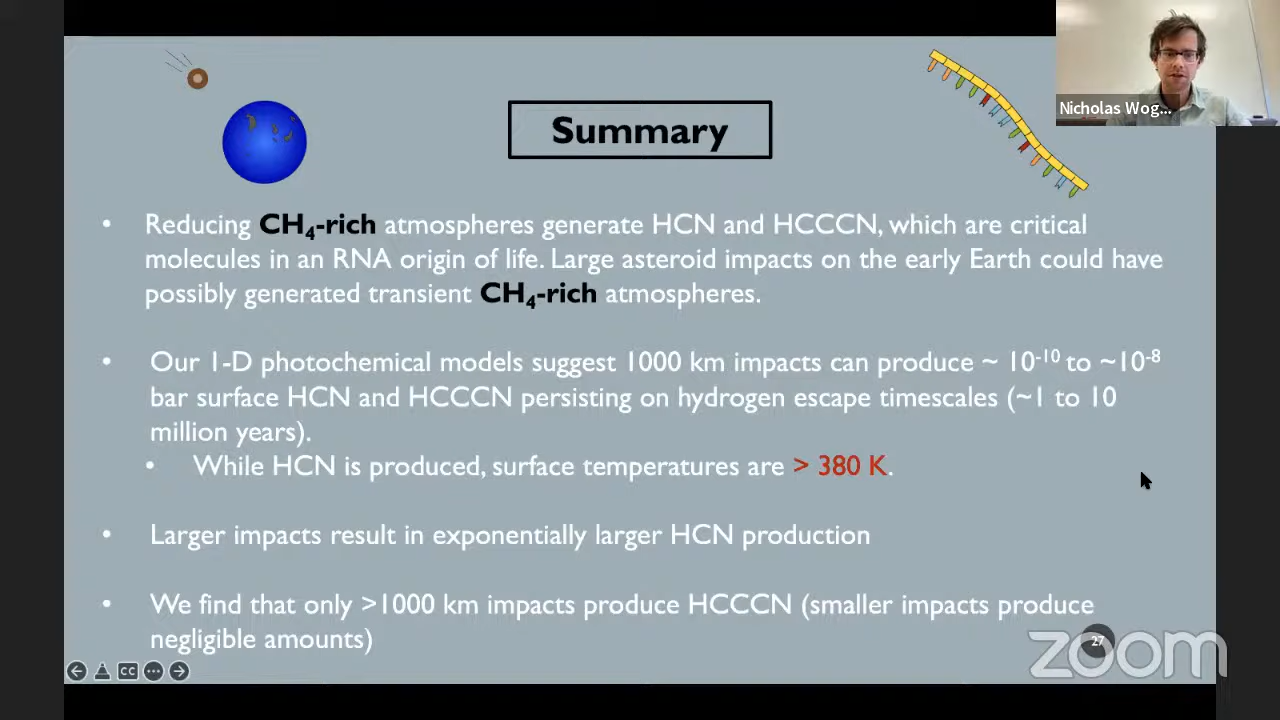 Nicholas Wog...
Summary
• Reducing CH4-rich atmospheres generate HCN and HCCCN, which are critical
molecules in an RNA origin of life. Large asteroid impacts on the early Earth could have
possibly generated transient CH4-rich atmospheres.
• Our 1-D photochemical models suggest 1000 km impacts can produce ~ 10-10 to ~10-8
bar surface HCN and HCCCN persisting on hydrogen escape timescales (~1 to 10
million years).
• While HCN is produced, surface temperatures are > 380 K.
• Larger impacts result in exponentially larger HCN production
• We find that only >1000 km impacts produce HCCCN (smaller impacts produce
negligible amounts)
27
zoom
CC